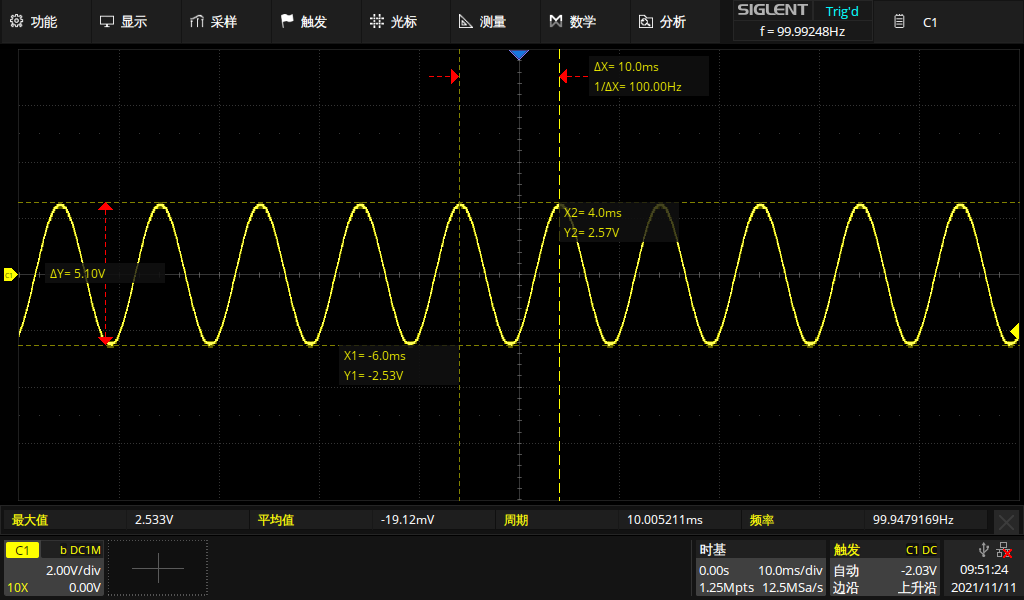 功能 显示 采样 触发 光标 测量 数学 分析 SIGLENT Trig'd C1
f = 99.99248Hz
ΔX= 10.0ms
1/ΔX= 100.00Hz
X2= 4.0ms
Y2= 2.57V
C1
ΔY= 5.10V
X1= -6.0ms
Y1= -2.53V
最大值 2.533V 平均值 -19.12mV 周期 10.005211ms 频率 99.9479169Hz
C1 b DC1M
2.00V/div
10X 0.00V
时基
0.00s 10.0ms/div
1.25Mpts 12.5MSa/s
触发 C1 DC
自动 -2.03V
边沿 上升沿
09:51:24
2021/11/11